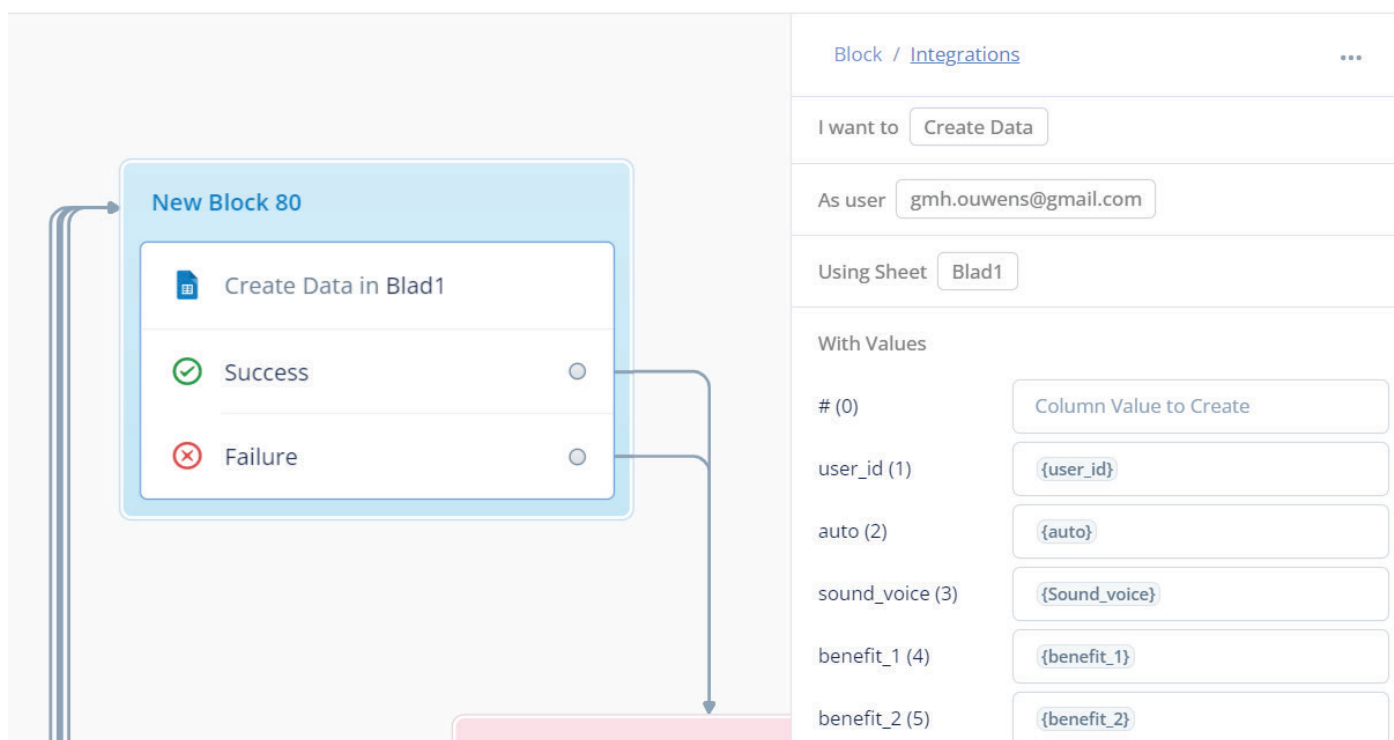 New Block 80
Create Data in Blad1
Success
Failure
Block / Integrations
I want to Create Data
As user gmh.ouwens@gmail.com
Using Sheet Blad1
With Values
# (0) Column Value to Create
user_id (1) {user_id}
auto (2) {auto}
sound_voice (3) {Sound_voice}
benefit_1 (4) {benefit_1}
benefit_2 (5) {benefit_2}